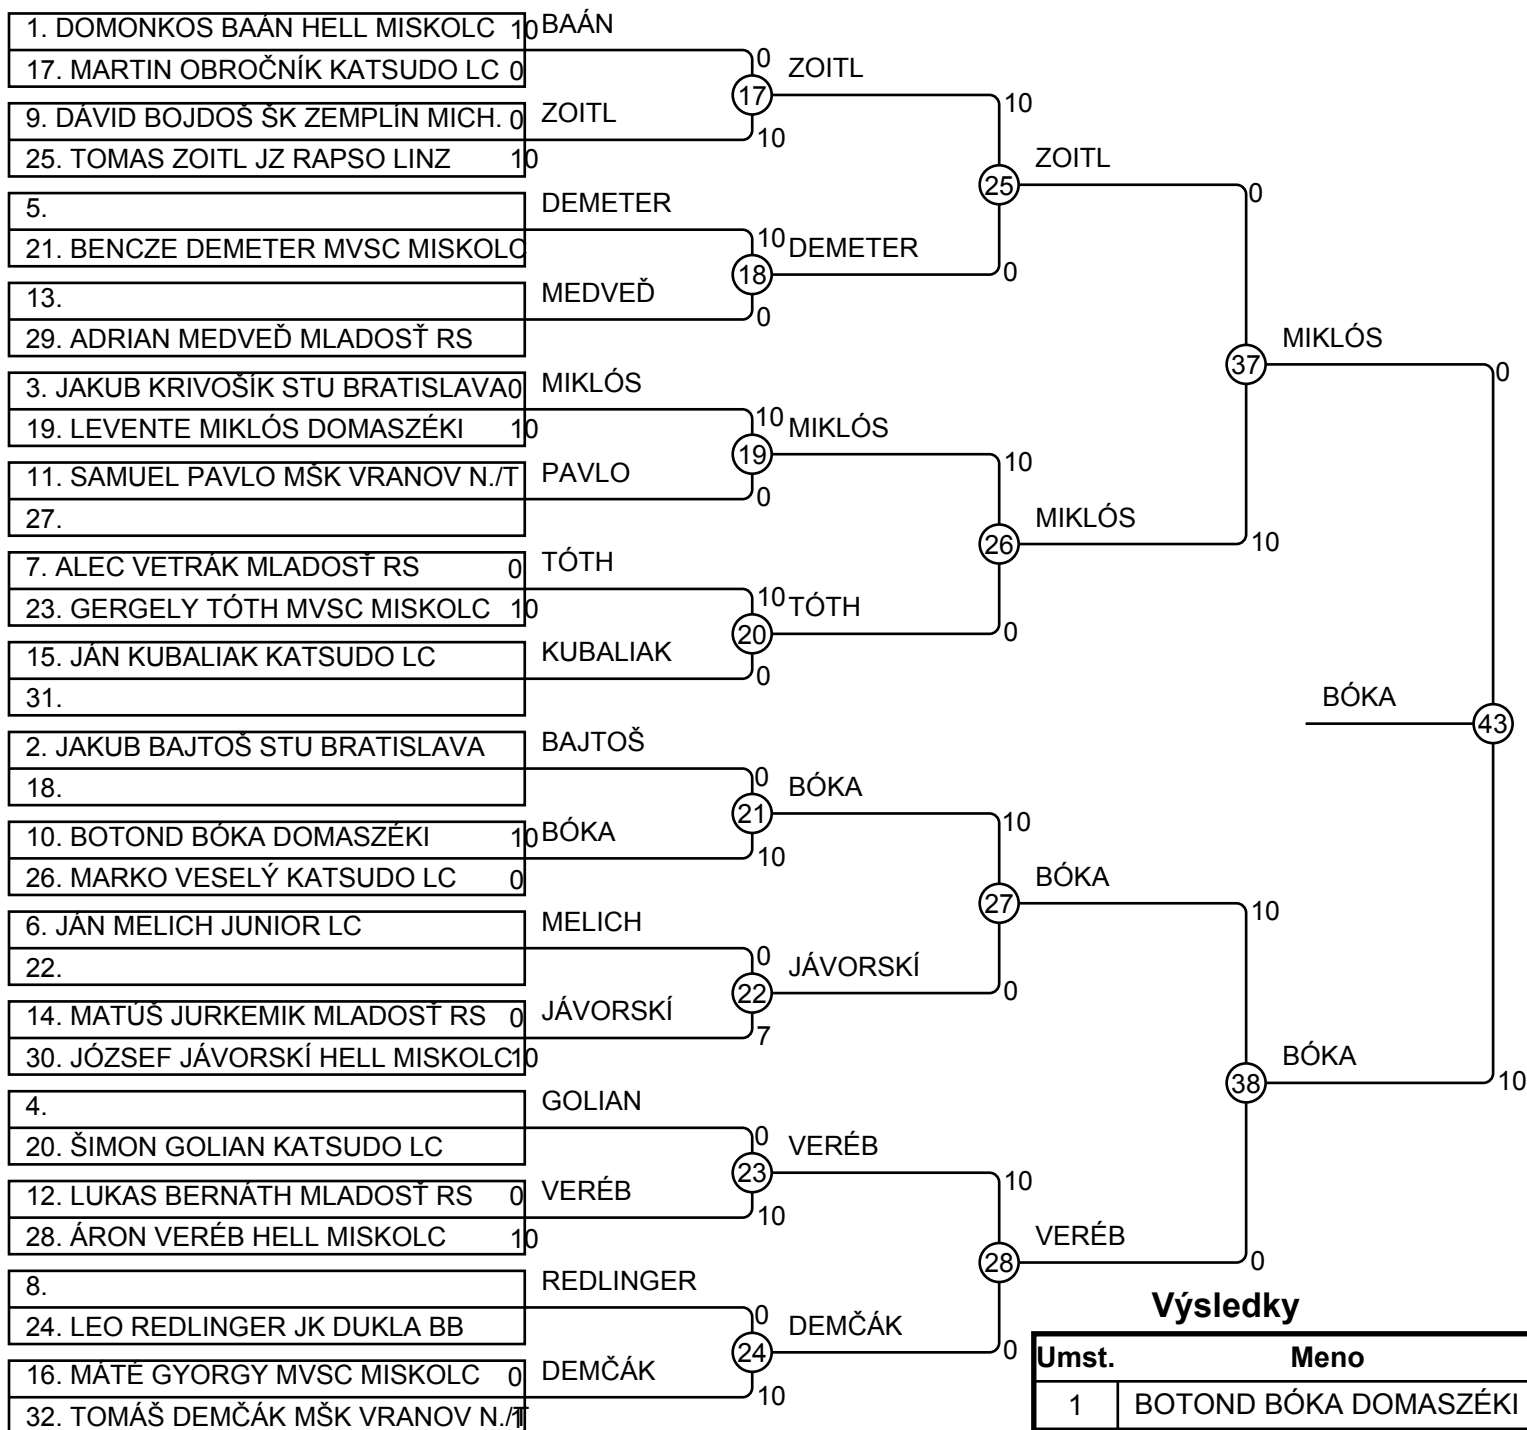 1. DOMONKOS BAÁN HELL MISKOLC 10
17. MARTIN OBROČNÍK KATSUDO LC 0
9. DÁVID BOJDOŠ ŠK ZEMPLÍN MICH. 0
25. TOMAS ZOITL JZ RAPSO LINZ 10
5.
21. BENCZE DEMETER MVSC MISKOLC
13.
29. ADRIAN MEDVEĎ MLADOSŤ RS
3. JAKUB KRIVOŠÍK STU BRATISLAVA 0
19. LEVENTE MIKLÓS DOMASZÉKI 10
11. SAMUEL PAVLO MŠK VRANOV N./T
27.
7. ALEC VETRÁK MLADOSŤ RS 0
23. GERGELY TÓTH MVSC MISKOLC 10
15. JÁN KUBALIAK KATSUDO LC
31.
2. JAKUB BAJTOŠ STU BRATISLAVA
18.
10. BOTOND BÓKA DOMASZÉKI 10
26. MARKO VESELÝ KATSUDO LC 0
6. JÁN MELICH JUNIOR LC
22.
14. MATÚŠ JURKEMIK MLADOSŤ RS 0
30. JÓZSEF JÁVORSKÍ HELL MISKOLC 10
4.
20. ŠIMON GOLIAN KATSUDO LC
12. LUKAS BERNÁTH MLADOSŤ RS 0
28. ÁRON VERÉB HELL MISKOLC 10
8.
24. LEO REDLINGER JK DUKLA BB
16. MÁTÉ GYORGY MVSC MISKOLC 0
32. TOMÁŠ DEMČÁK MŠK VRANOV N./T
BAÁN
0
17
ZOITL
10
DEMETER
10
18
MEDVEĎ
0
MIKLÓS
10
19
PAVLO
0
TÓTH
10
20
KUBALIAK
0
BAJTOŠ
0
21
BÓKA
10
MELICH
0
22
JÁVORSKÍ
7
GOLIAN
0
23
VERÉB
10
REDLINGER
0
24
DEMČÁK
10
ZOITL
10
25
DEMETER
0
MIKLÓS
10
26
TÓTH
0
BÓKA
10
27
JÁVORSKÍ
0
VERÉB
10
28
DEMČÁK
0
ZOITL
0
37
MIKLÓS
10
BÓKA
10
38
VERÉB
0
MIKLÓS
0
BÓKA
43
BÓKA
10
Výsledky
Umst. Meno
1 BOTOND BÓKA DOMASZÉKI